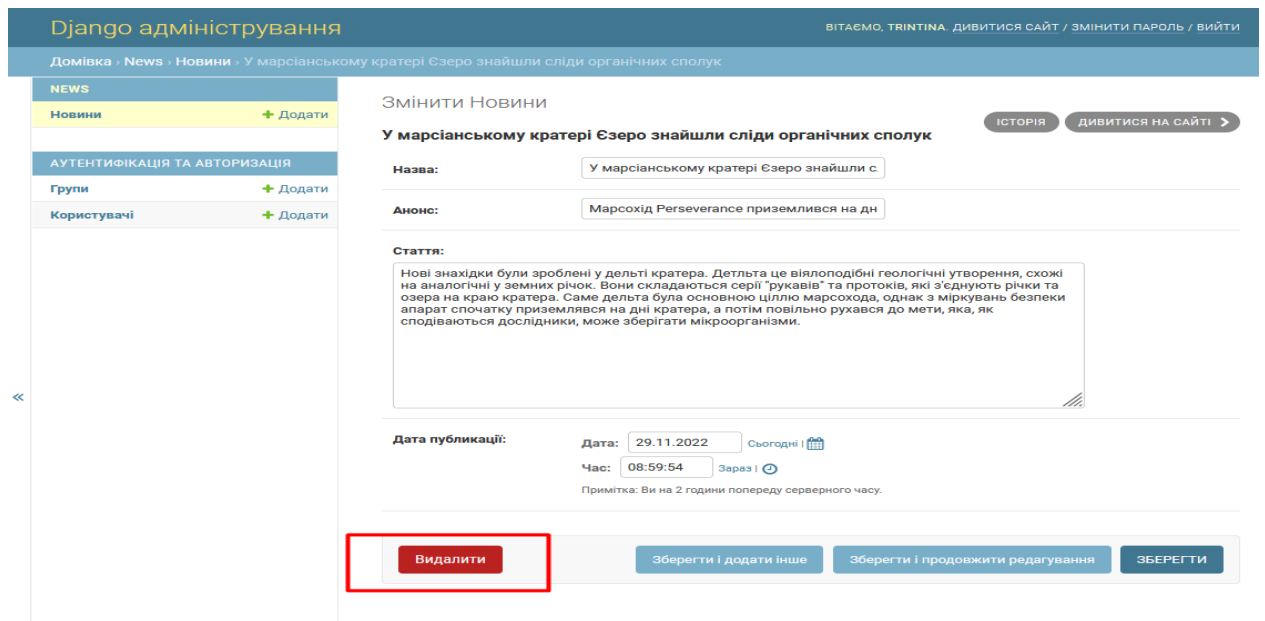 Django адміністрування
ВІТАЄМО, TRINTINA. ДИВИТИСЯ САЙТ / ЗМІНИТИ ПАРОЛЬ / ВИЙТИ
Домівка › News › Новини › У марсіанському кратері Єзеро знайшли сліди органічних сполук
NEWS
Новини + Додати
АУТЕНТИФІКАЦІЯ ТА АВТОРИЗАЦІЯ
Групи + Додати
Користувачі + Додати
«
Змінити Новини
ІСТОРІЯ ДИВИТИСЯ НА САЙТІ >
У марсіанському кратері Єзеро знайшли сліди органічних сполук
Назва: У марсіанському кратері Єзеро знайшли с
Анонс: Марсохід Perseverance приземлився на дн
Стаття:
Нові знахідки були зроблені у дельті кратера. Детльта це віялоподібні геологічні утворення, схожі
на аналогічні у земних річок. Вони складаються серії "рукавів" та протоків, які з'єднують річки та
озера на краю кратера. Саме дельта була основною ціллю марсохода, однак з міркувань безпеки
апарат спочатку приземлявся на дні кратера, а потім повільно рухався до мети, яка, як
сподіваються дослідники, може зберігати мікроорганізми.
Дата публикації: Дата: 29.11.2022 Сьогодні |
Час: 08:59:54 Зараз |
Примітка: Ви на 2 години попереду серверного часу.
Видалити Зберегти і додати інше Зберегти і продовжити редагування ЗБЕРЕГТИ